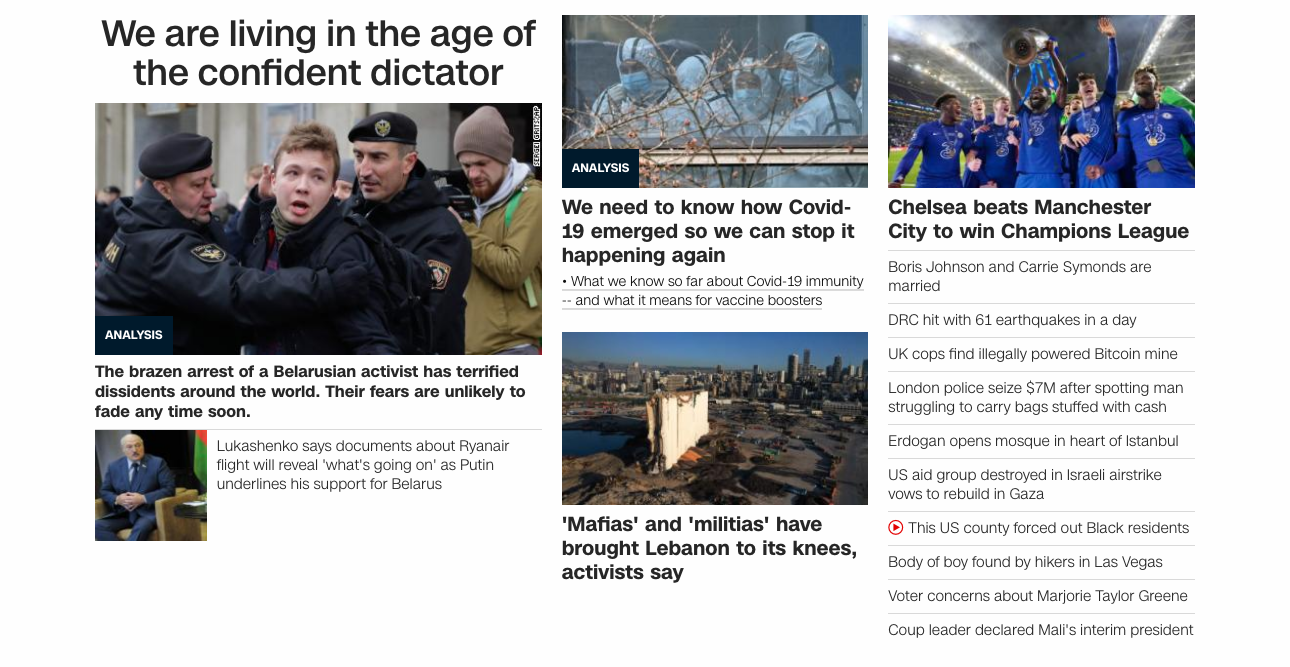 We are living in the age of
the confident dictator
SERGEI GRITS/AP
ANALYSIS
The brazen arrest of a Belarusian activist has terrified
dissidents around the world. Their fears are unlikely to
fade any time soon.
Lukashenko says documents about Ryanair
flight will reveal 'what's going on' as Putin
underlines his support for Belarus
ANALYSIS
We need to know how Covid-
19 emerged so we can stop it
happening again
• What we know so far about Covid-19 immunity
-- and what it means for vaccine boosters
'Mafias' and 'militias' have
brought Lebanon to its knees,
activists say
3
3
3
Chelsea beats Manchester
City to win Champions League
Boris Johnson and Carrie Symonds are
married
DRC hit with 61 earthquakes in a day
UK cops find illegally powered Bitcoin mine
London police seize $7M after spotting man
struggling to carry bags stuffed with cash
Erdogan opens mosque in heart of Istanbul
US aid group destroyed in Israeli airstrike
vows to rebuild in Gaza
This US county forced out Black residents
Body of boy found by hikers in Las Vegas
Voter concerns about Marjorie Taylor Greene
Coup leader declared Mali's interim president